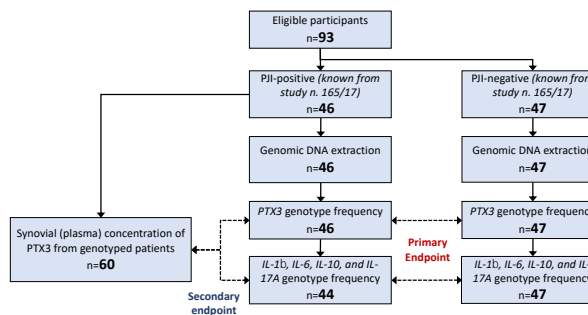 Eligible participants
n=93
PJI-positive (known from
study n. 165/17)
n=46
PJI-negative (known from
study n. 165/17)
n=47
Genomic DNA extraction
n=46
Genomic DNA extraction
n=47
PTX3 genotype frequency
n=46
PTX3 genotype frequency
n=47
Synovial (plasma) concentration of
PTX3 from genotyped patients
n=60
Primary
Endpoint
IL-1b, IL-6, IL-10, and IL-
17A genotype frequency
n=44
IL-1b, IL-6, IL-10, and IL-
17A genotype frequency
n=47
Secondary
endpoint